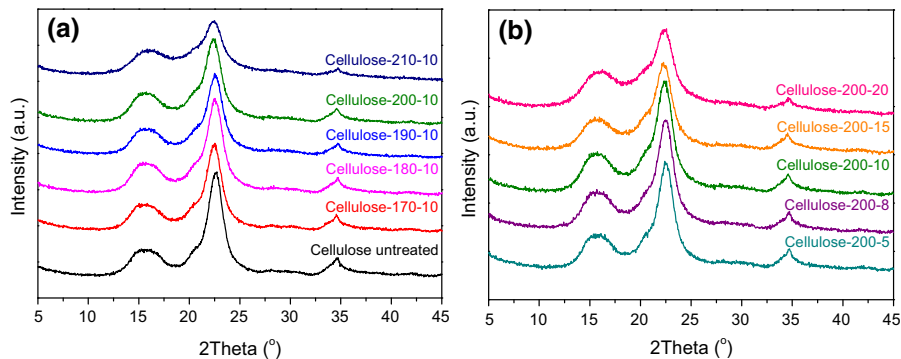 (a)
Intensity (a.u.)
Cellulose-210-10
Cellulose-200-10
Cellulose-190-10
Cellulose-180-10
Cellulose-170-10
Cellulose untreated
5 10 15 20 25 30 35 40 45
2Theta (°)
(b)
Intensity (a.u.)
Cellulose-200-20
Cellulose-200-15
Cellulose-200-10
Cellulose-200-8
Cellulose-200-5
5 10 15 20 25 30 35 40 45
2Theta (°)